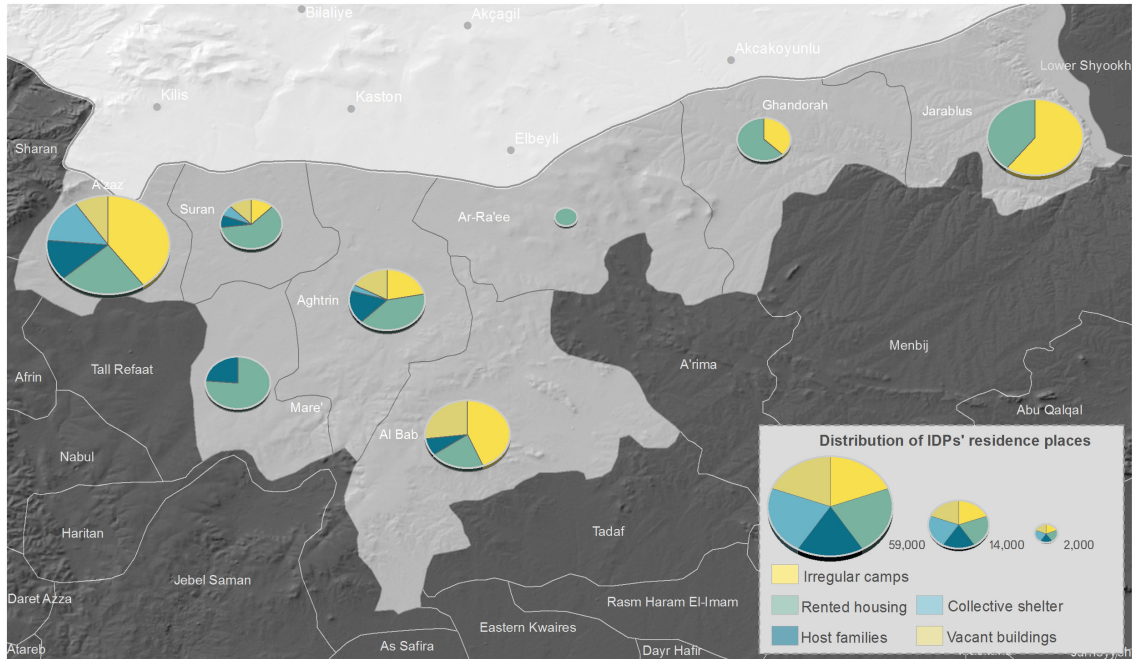 Bilaliye
Akçagil
Akcakoyunlu
Lower Shyookh
Kilis
Kaston
Ghandorah
Jarablus
Elbeyli
Sharan
A'zaz
Suran
Ar-Ra'ee
Aghtrin
Menbij
A'rima
Tall Refaat
Afrin
Mare'
Abu Qalqal
Al Bab
Nabul
Haritan
Tadaf
Jebel Saman
Daret Azza
Rasm Haram El-Imam
Eastern Kwaires
As Safira
Dayr Hafir
Atareb
Distribution of IDPs' residence places
59,000
14,000
2,000
Irregular camps
Rented housing
Collective shelter
Host families
Vacant buildings